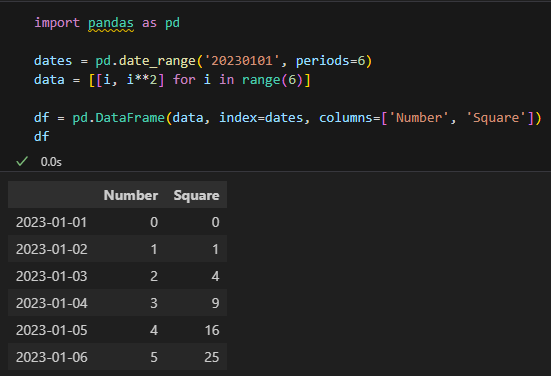 import pandas as pd
dates = pd.date_range('20230101', periods=6)
data = [[i, i**2] for i in range(6)]
df = pd.DataFrame(data, index=dates, columns=['Number', 'Square'])
df
0.0s
Number Square
2023-01-01 0 0
2023-01-02 1 1
2023-01-03 2 4
2023-01-04 3 9
2023-01-05 4 16
2023-01-06 5 25